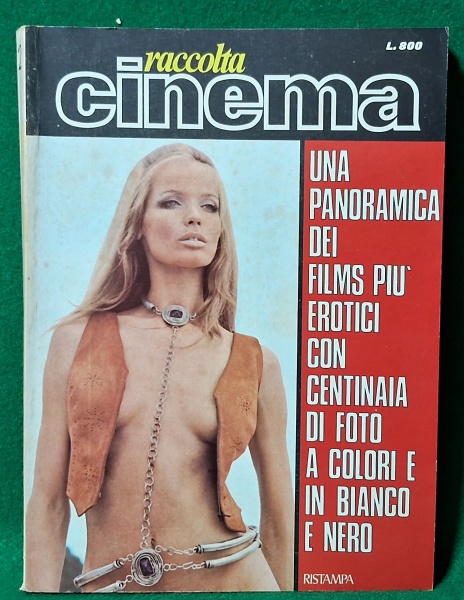 raccolta
L. 800
cinema
UNA
PANORAMICA
DEI
FILMS PIU'
EROTICI
CON
CENTINAIA
DI FOTO
A COLORI E
IN BIANCO
E NERO
RISTAMPA